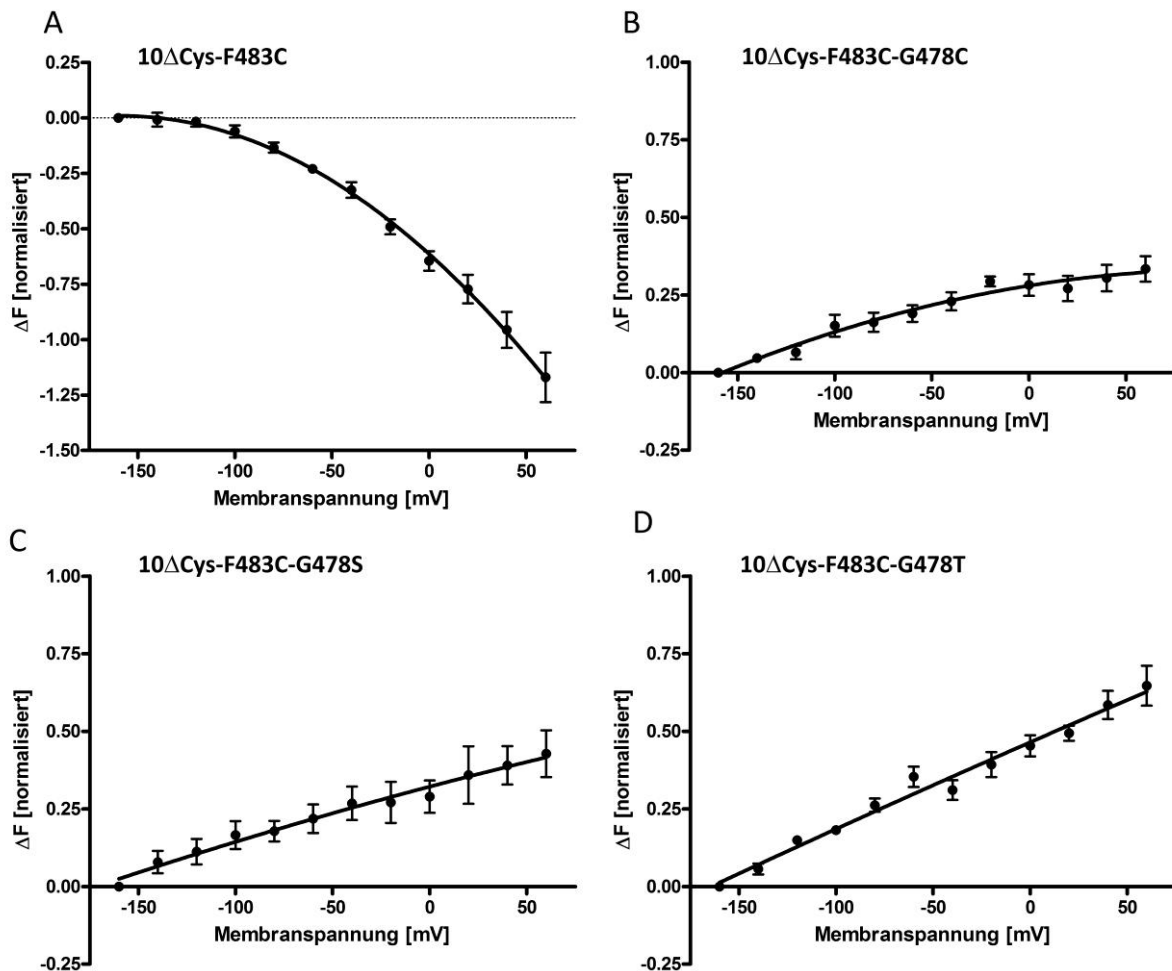 A
10ΔCys-F483C
0.25
0.00
-0.25
-0.50
-0.75
-1.00
-1.25
-1.50
ΔF [normalisiert]
-150 -100 -50 0 50
Membranspannung [mV]
B
10ΔCys-F483C-G478C
1.00
0.75
0.50
0.25
0.00
-0.25
ΔF [normalisiert]
-150 -100 -50 0 50
Membranspannung [mV]
C
10ΔCys-F483C-G478S
1.00
0.75
0.50
0.25
0.00
-0.25
ΔF [normalisiert]
-150 -100 -50 0 50
Membranspannung [mV]
D
10ΔCys-F483C-G478T
1.00
0.75
0.50
0.25
0.00
-0.25
ΔF [normalisiert]
-150 -100 -50 0 50
Membranspannung [mV]